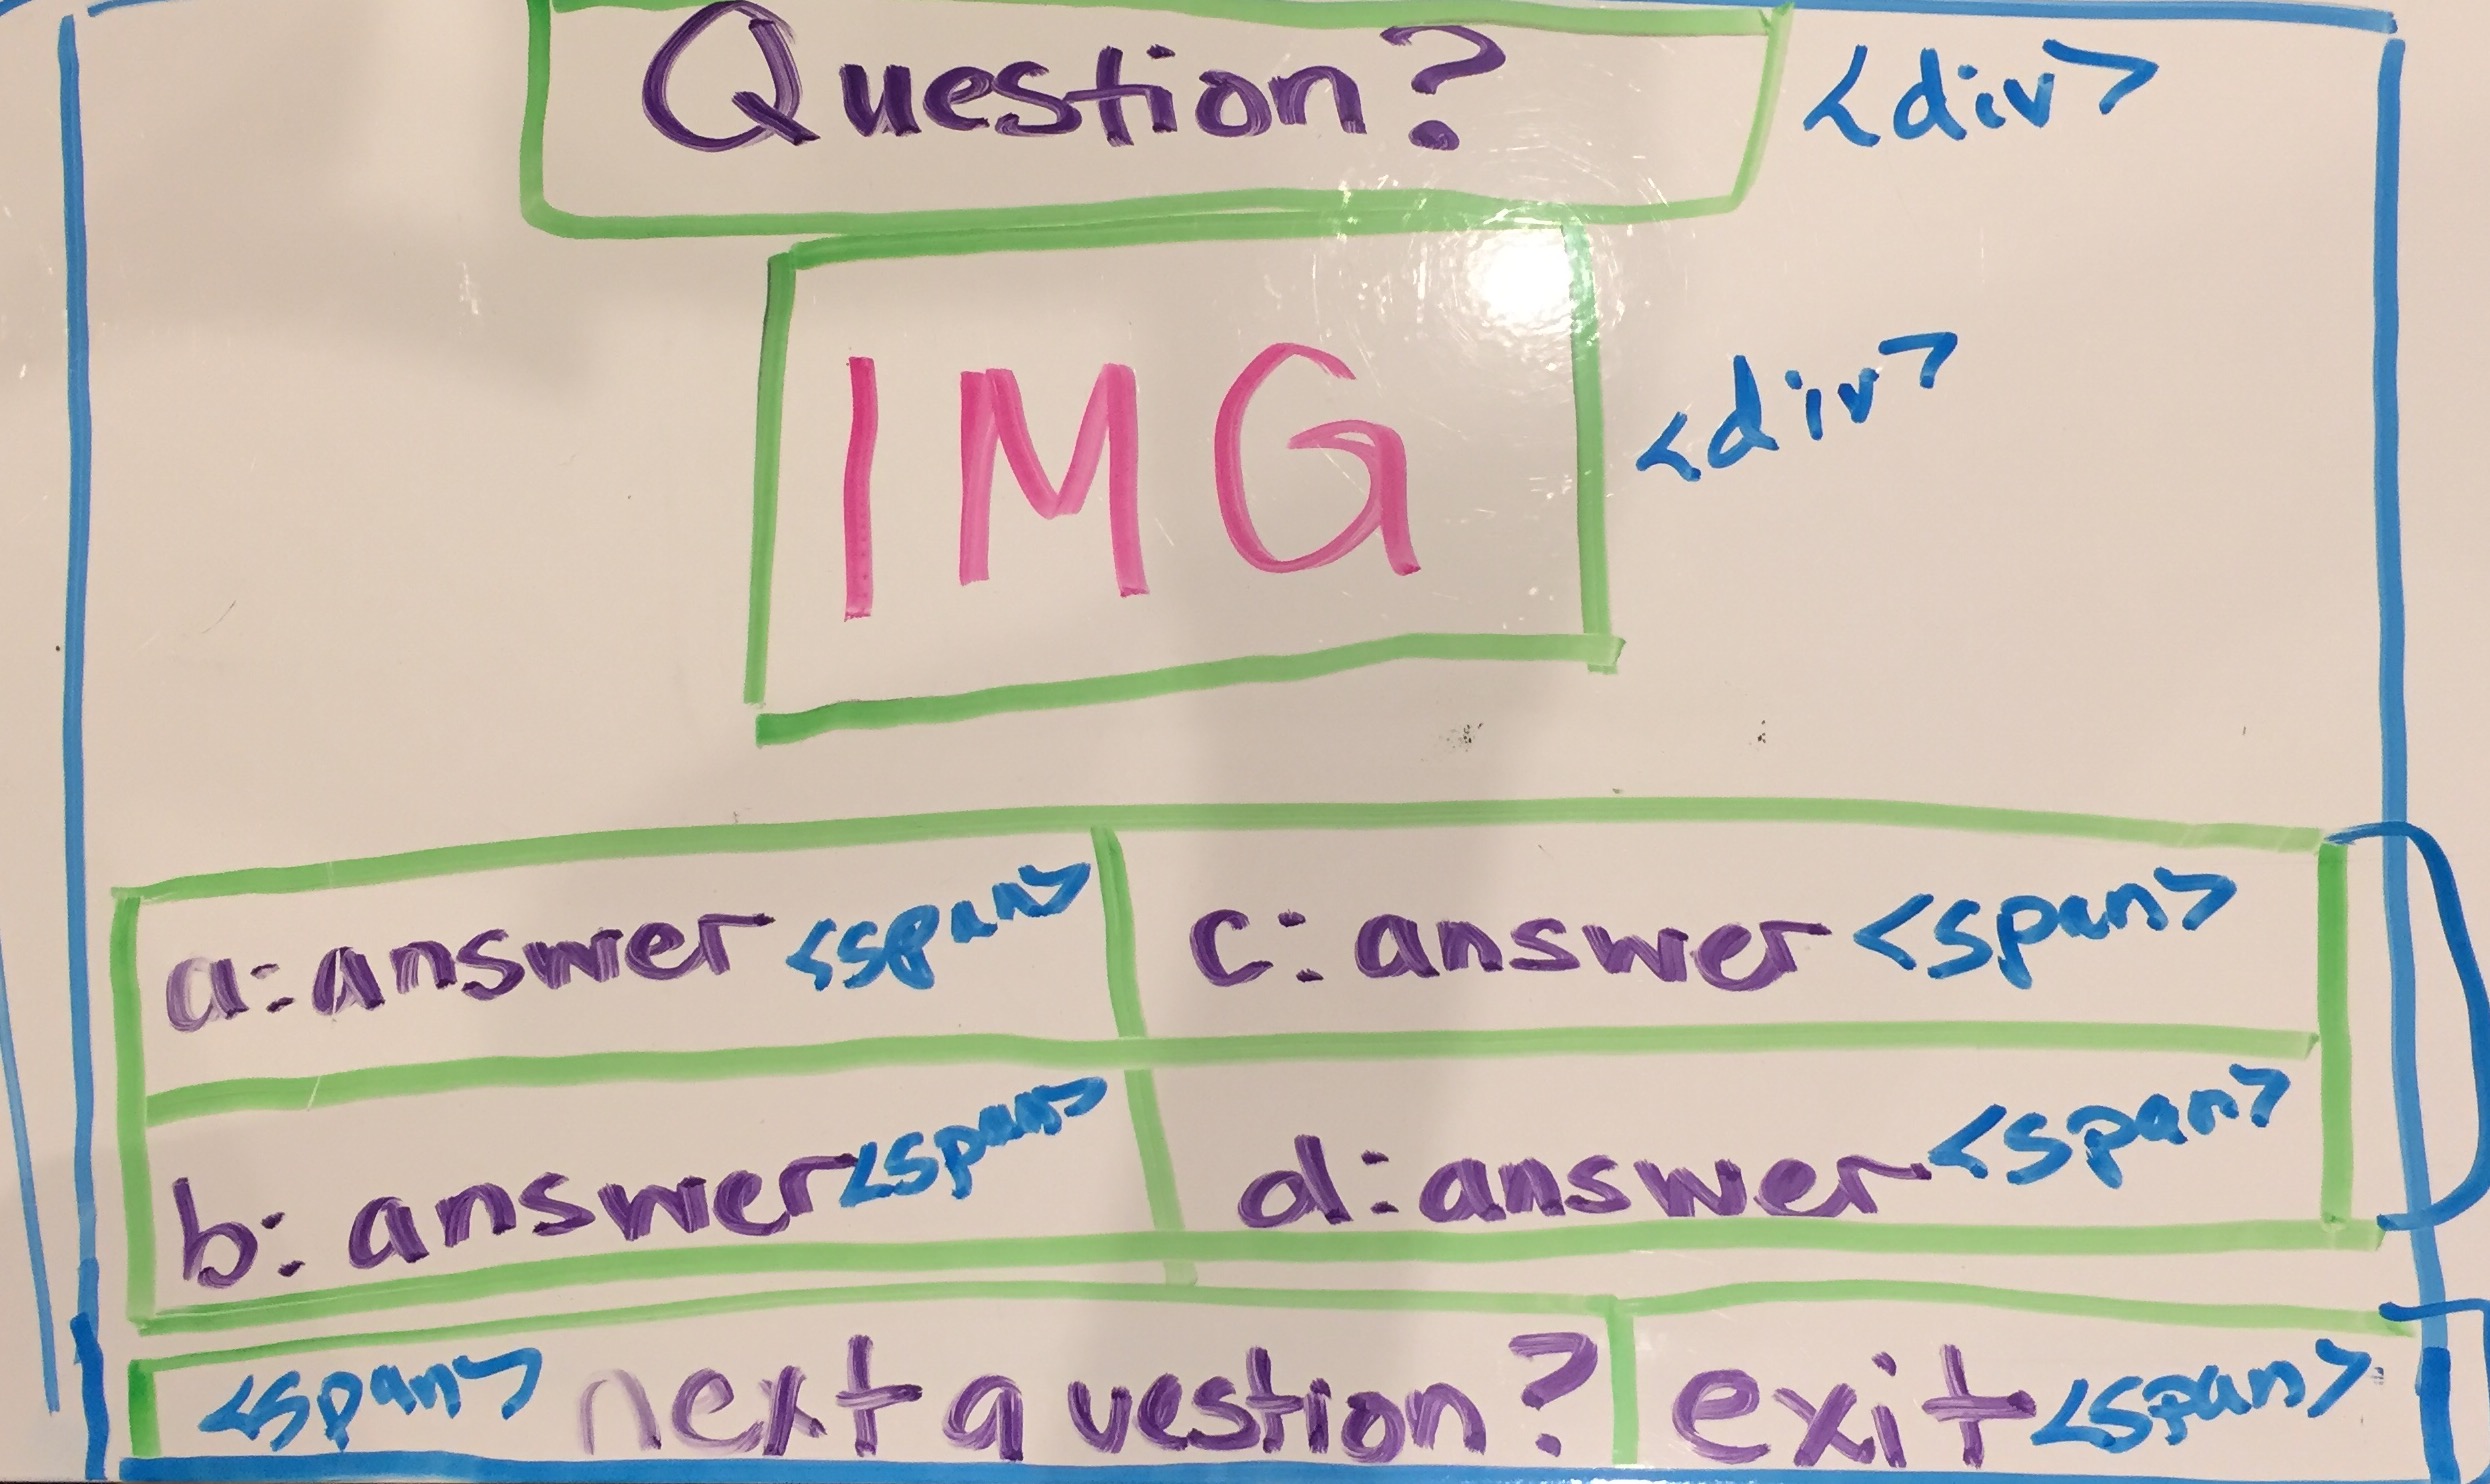 Question? <div>
IMG <div>
a: answer <span> c: answer <span>
b: answer <span> d: answer <span>
<span> next question? exit <span>